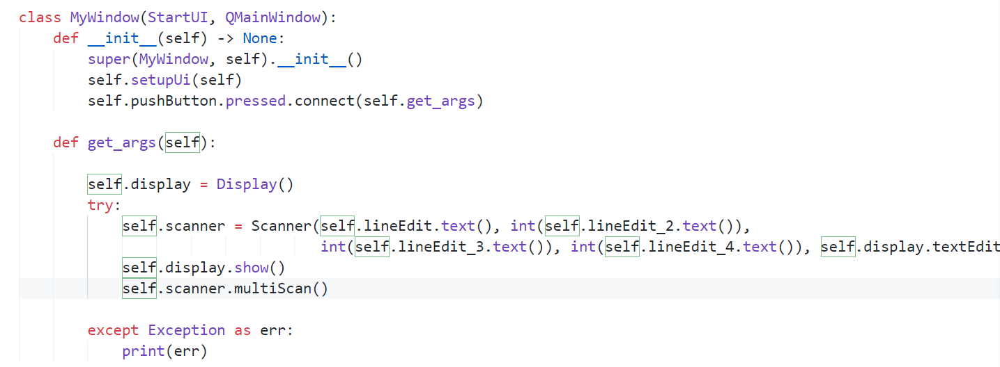 class MyWindow(StartUI, QMainWindow):
    def __init__(self) -> None:
        super(MyWindow, self).__init__()
        self.setupUi(self)
        self.pushButton.pressed.connect(self.get_args)
    def get_args(self):
        self.display = Display()
        try:
            self.scanner = Scanner(self.lineEdit.text(), int(self.lineEdit_2.text()),
                                   int(self.lineEdit_3.text()), int(self.lineEdit_4.text()), self.display.textEdit
            self.display.show()
            self.scanner.multiScan()
        except Exception as err:
            print(err)